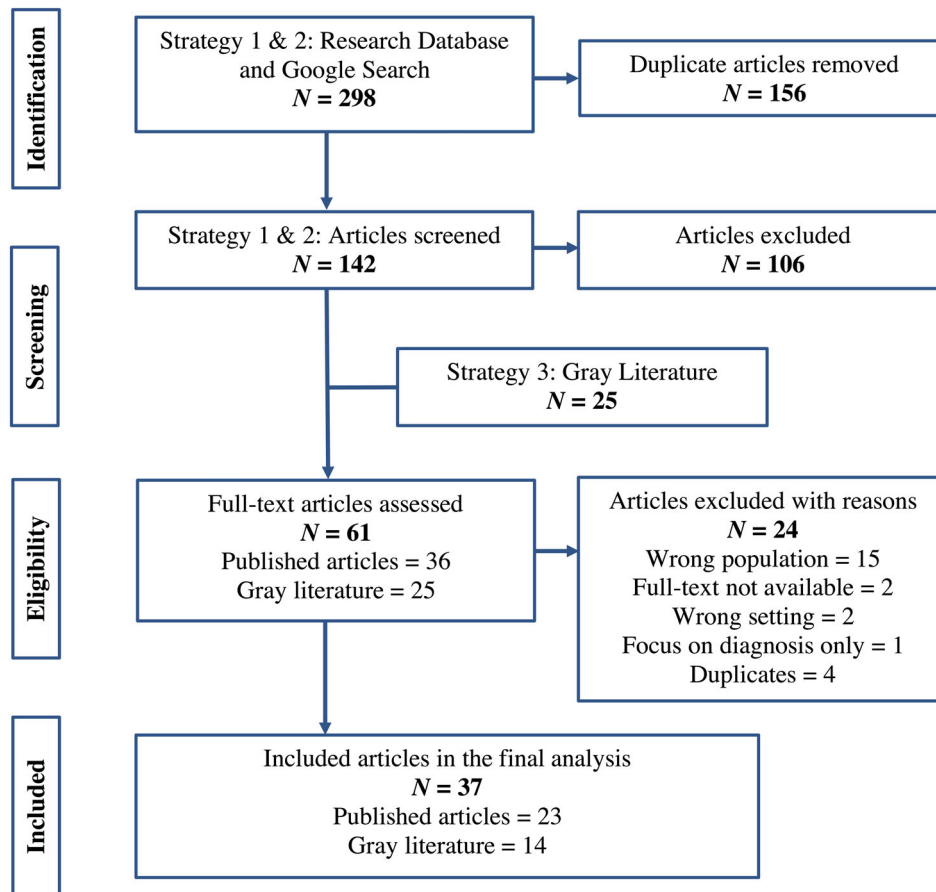 Identification
Strategy 1 & 2: Research Database
and Google Search
N = 298
Duplicate articles removed
N = 156
Screening
Strategy 1 & 2: Articles screened
N = 142
Articles excluded
N = 106
Strategy 3: Gray Literature
N = 25
Eligibility
Full-text articles assessed
N = 61
Published articles = 36
Gray literature = 25
Articles excluded with reasons
N = 24
Wrong population = 15
Full-text not available = 2
Wrong setting = 2
Focus on diagnosis only = 1
Duplicates = 4
Included
Included articles in the final analysis
N = 37
Published articles = 23
Gray literature = 14